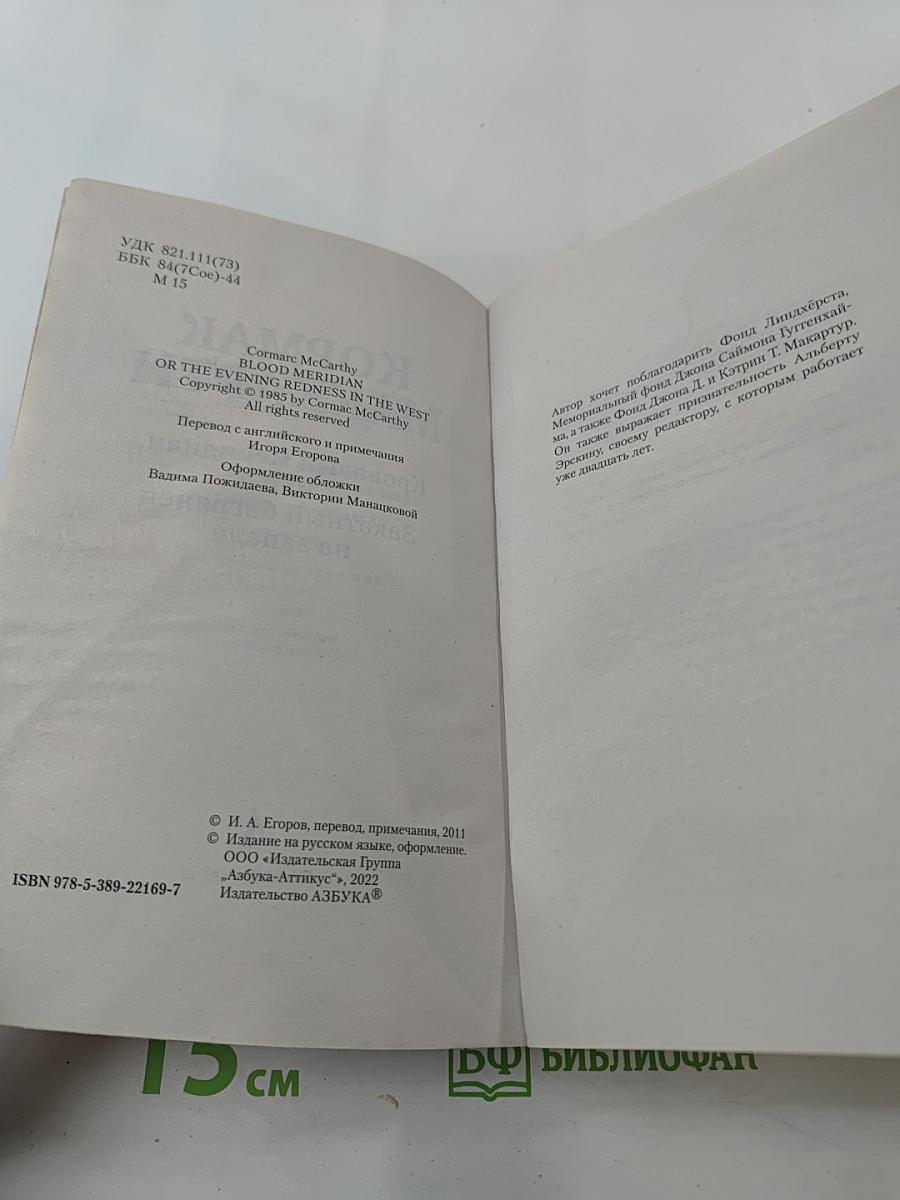 УДК 821.111(73)
ББК 84(7Сое)-44
М 15
Cormarc McCarthy
BLOOD MERIDIAN
OR THE EVENING REDNESS IN THE WEST
Copyright © 1985 by Cormac McCarthy
All rights reserved
Перевод с английского и примечания
Игоря Егорова
Оформление обложки
Вадима Пожидаева, Виктории Манацковой
© И. А. Егоров, перевод, примечания, 2011
© Издание на русском языке, оформление.
ООО «Издательская Группа
„Азбука-Аттикус“», 2022
Издательство АЗБУКА®
ISBN 978-5-389-22169-7
Автор хочет поблагодарить Фонд Линдхёрста,
Мемориальный фонд Джона Саймона Гуггенхай-
ма, а также Фонд Джона Д. и Кэтрин Т. Макартур.
Он также выражает признательность Альберту
Эрскину, своему редактору, с которым работает
уже двадцать лет.
15 см
БФ БИБЛИОФАН